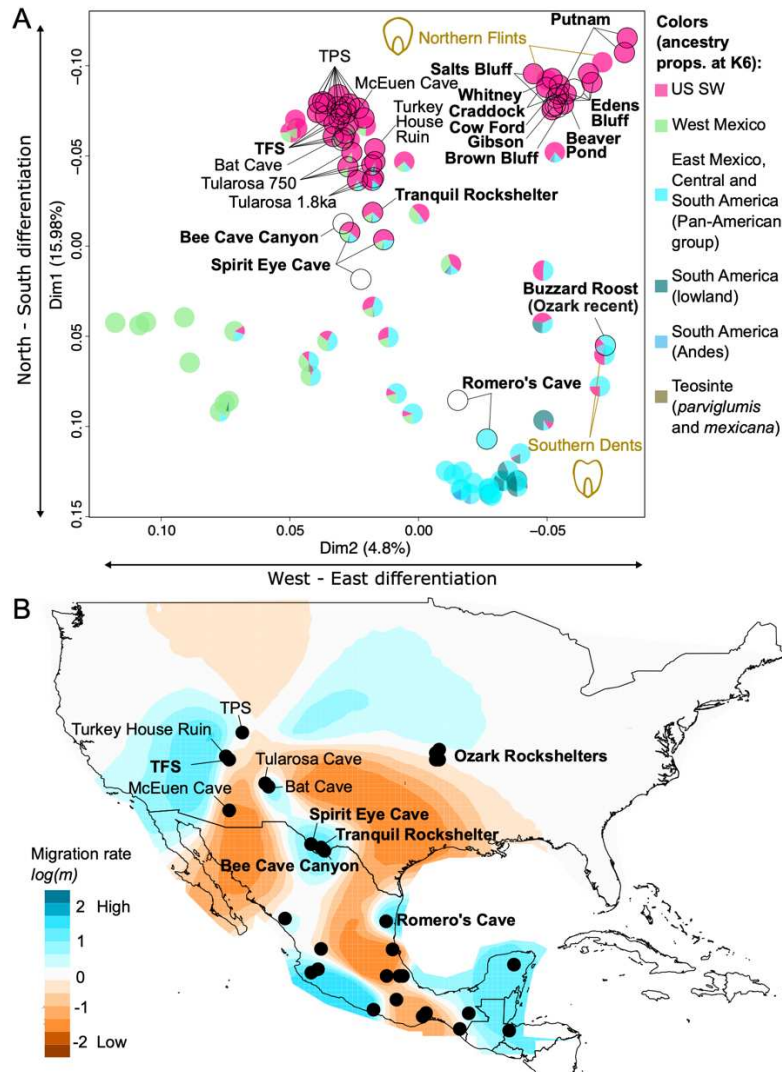 A
North - South differentiation
Dim1 (15.98%)
-0.10
-0.05
0.00
0.05
0.10
0.15
0.10
0.05
0.00
-0.05
Dim2 (4.8%)
West - East differentiation
TPS
McEuen Cave
Turkey
House
Ruin
TFS
Bat Cave
Tularosa 750
Tularosa 1.8ka
Northern Flints
Putnam
Salts Bluff
Whitney
Craddock
Cow Ford
Gibson
Brown Bluff
Edens
Bluff
Beaver
Pond
Tranquil Rockshelter
Bee Cave Canyon
Spirit Eye Cave
Buzzard Roost
(Ozark recent)
Romero's Cave
Southern Dents
Colors
(ancestry
props. at K6):
US SW
West Mexico
East Mexico,
Central and
South America
(Pan-American
group)
South America
(lowland)
South America
(Andes)
Teosinte
(parviglumis
and mexicana)
B
TPS
Turkey House Ruin
TFS
Tularosa Cave
McEuen Cave
Bat Cave
Ozark Rockshelters
Spirit Eye Cave
Tranquil Rockshelter
Bee Cave Canyon
Romero's Cave
Migration rate
log(m)
2 High
1
0
-1
-2 Low